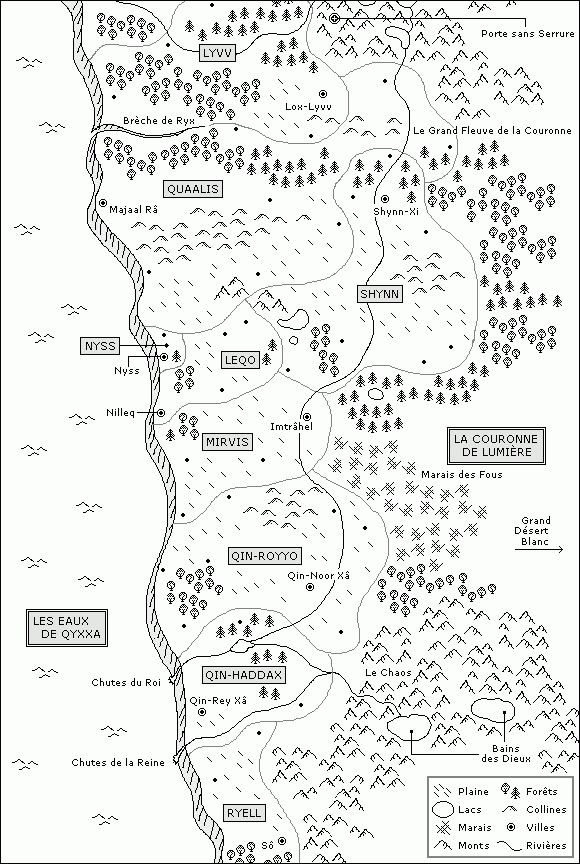 LYVV
Porte sans Serrure
Lox-Lyvv
Brèche de Ryx
Le Grand Fleuve de la Couronne
QUAALIS
Majaal Râ
Shynn-Xi
SHYNN
NYSS
Nyss
LEQO
Nilleq
Imtrâhel
MIRVIS
LA COURONNE
DE LUMIÈRE
Marais des Fous
Grand
Désert
Blanc
QIN-ROYYO
Qin-Noor Xâ
LES EAUX
DE QYXXA
Chutes du Roi
QIN-HADDAX
Le Chaos
Qin-Rey Xâ
Chutes de la Reine
Bains
des Dieux
RYELL
Sô
Plaine
Forêts
Lacs
Collines
Marais
Villes
Monts
Rivières